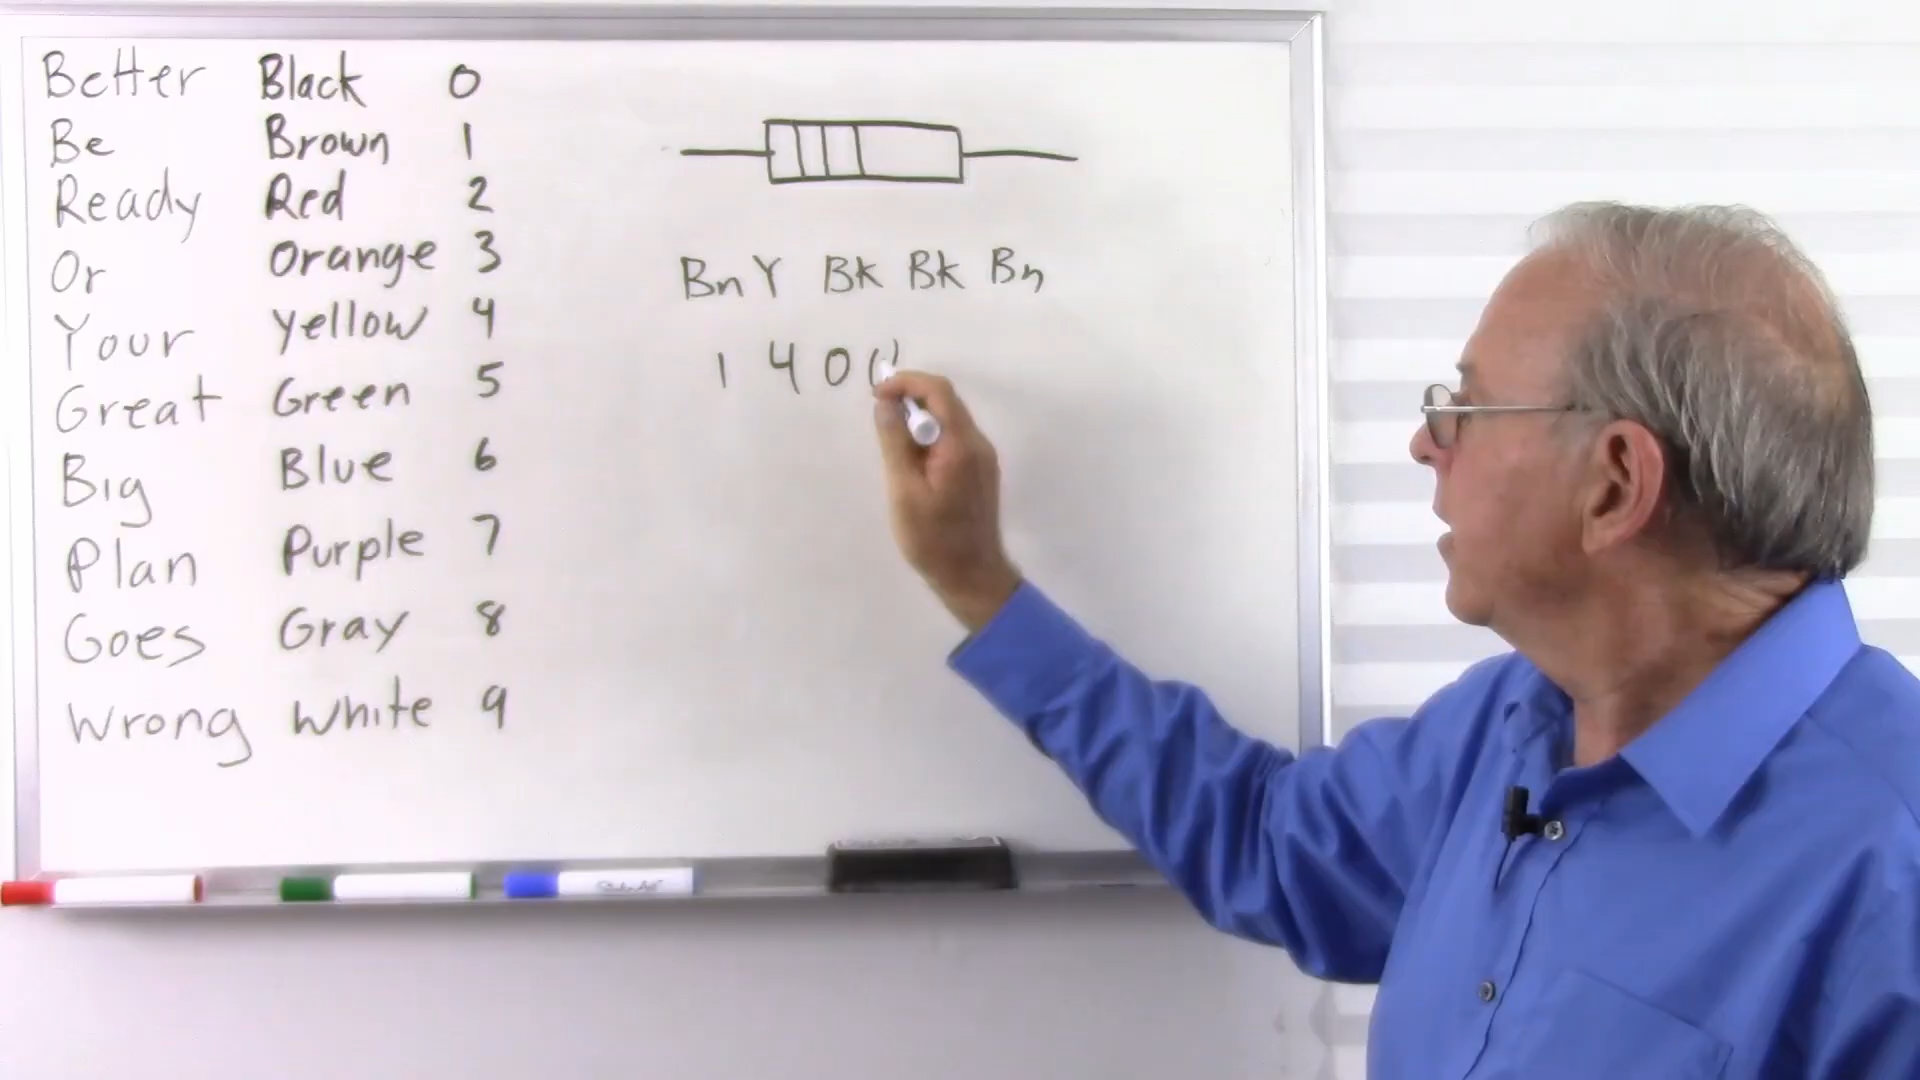 Better Black 0
Be Brown 1
Ready Red 2
Or Orange 3
Your Yellow 4
Great Green 5
Big Blue 6
Plan Purple 7
Goes Gray 8
Wrong White 9
Bn Y Bk Bk Bn
1 4 0 0